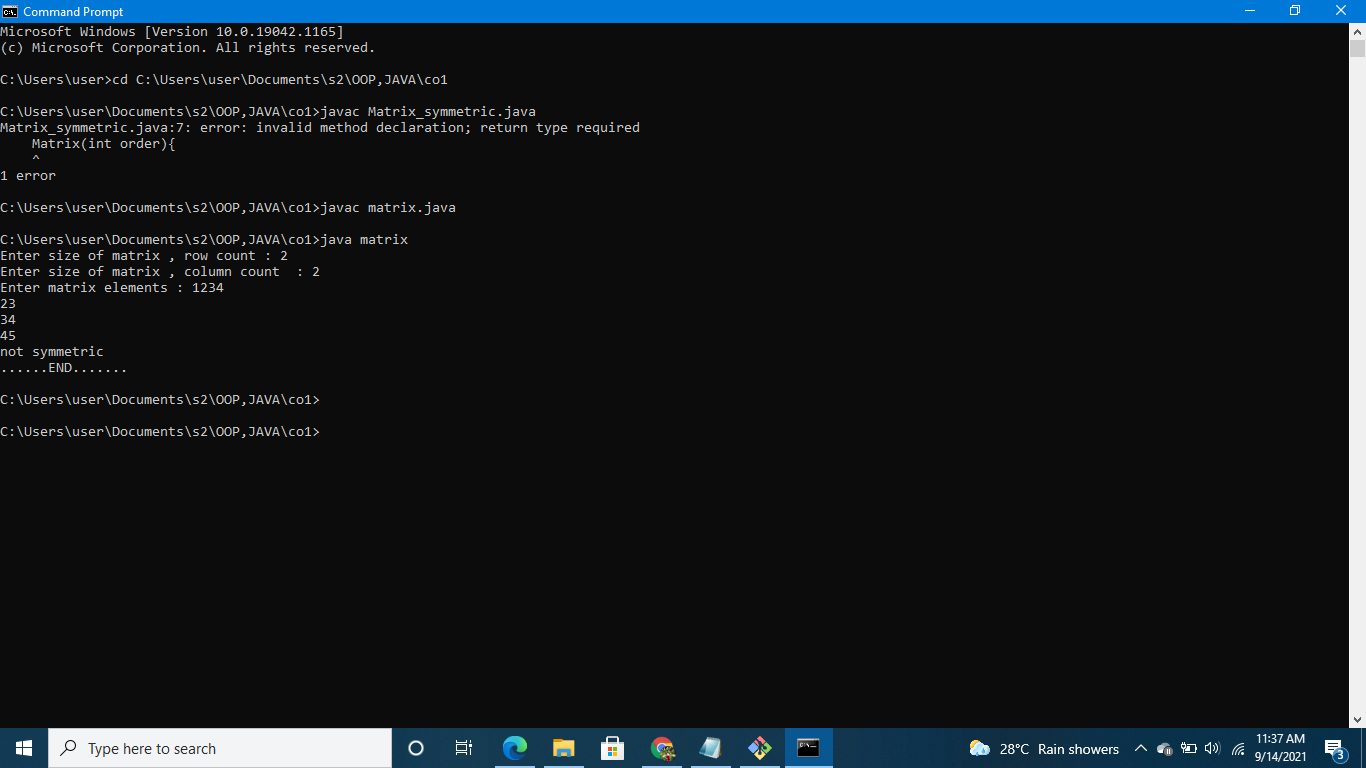 Command Prompt
Microsoft Windows [Version 10.0.19042.1165]
(c) Microsoft Corporation. All rights reserved.
C:\Users\user>cd C:\Users\user\Documents\s2\OOP,JAVA\co1
C:\Users\user\Documents\s2\OOP,JAVA\co1>javac Matrix_symmetric.java
Matrix_symmetric.java:7: error: invalid method declaration; return type required
    Matrix(int order){
    ^
1 error
C:\Users\user\Documents\s2\OOP,JAVA\co1>javac matrix.java
C:\Users\user\Documents\s2\OOP,JAVA\co1>java matrix
Enter size of matrix , row count : 2
Enter size of matrix , column count  : 2
Enter matrix elements : 1234
23
34
45
not symmetric
......END.......
C:\Users\user\Documents\s2\OOP,JAVA\co1>
C:\Users\user\Documents\s2\OOP,JAVA\co1>
Type here to search
28°C Rain showers
11:37 AM
9/14/2021
3